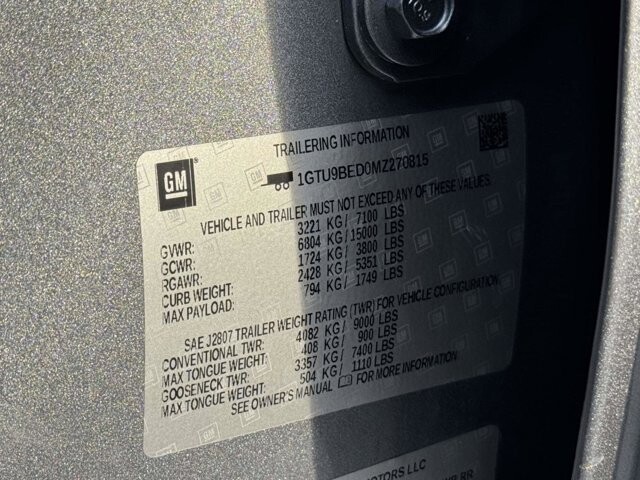 TRAILERING INFORMATION
GM
1GTU9BED0MZ270815
VEHICLE AND TRAILER MUST NOT EXCEED ANY OF THESE RATINGS
GVWR: 3221 KG / 7100 LBS
GCWR: 6804 KG / 15000 LBS
RGAWR: 1724 KG / 3800 LBS
CURB WEIGHT: 2428 KG / 5351 LBS
MAX PAYLOAD: 794 KG / 1749 LBS
SAE J2807 TRAILER WEIGHT RATING (TWR) FOR VEHICLE CONFIGURATION
CONVENTIONAL TWR: 4082 KG / 9000 LBS
MAX TONGUE WEIGHT: 408 KG / 900 LBS
GOOSENECK TWR: 3357 KG / 7400 LBS
MAX TONGUE WEIGHT: 504 KG / 1110 LBS
SEE OWNER'S MANUAL FOR MORE INFORMATION
MOTORS LLC